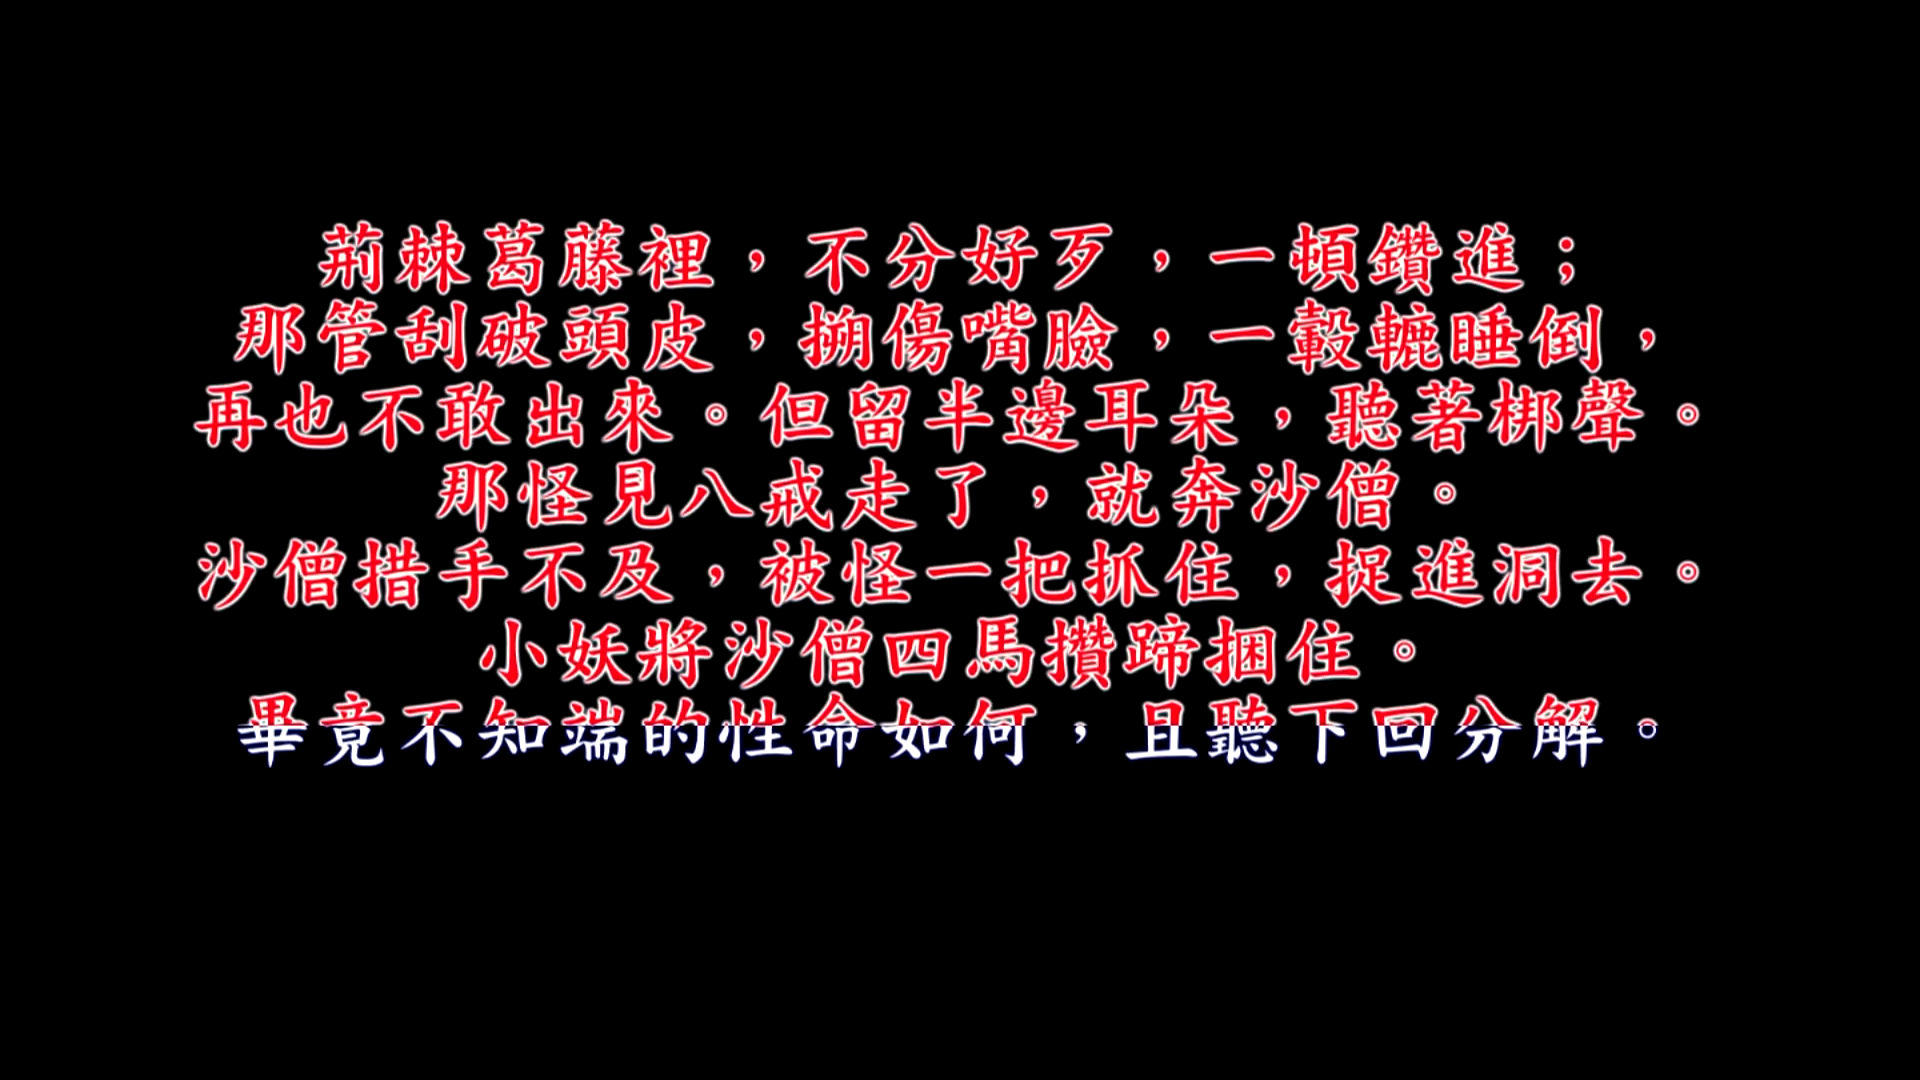 荊棘葛藤裡，不分好歹，一頓鑽進；
那管刮破頭皮，搠傷嘴臉，一轂轆睡倒，
再也不敢出來。但留半邊耳朵，聽著梆聲。
那怪見八戒走了，就奔沙僧。
沙僧措手不及，被怪一把抓住，捉進洞去。
小妖將沙僧四馬攢蹄捆住。
畢竟不知端的性命如何，且聽下回分解。